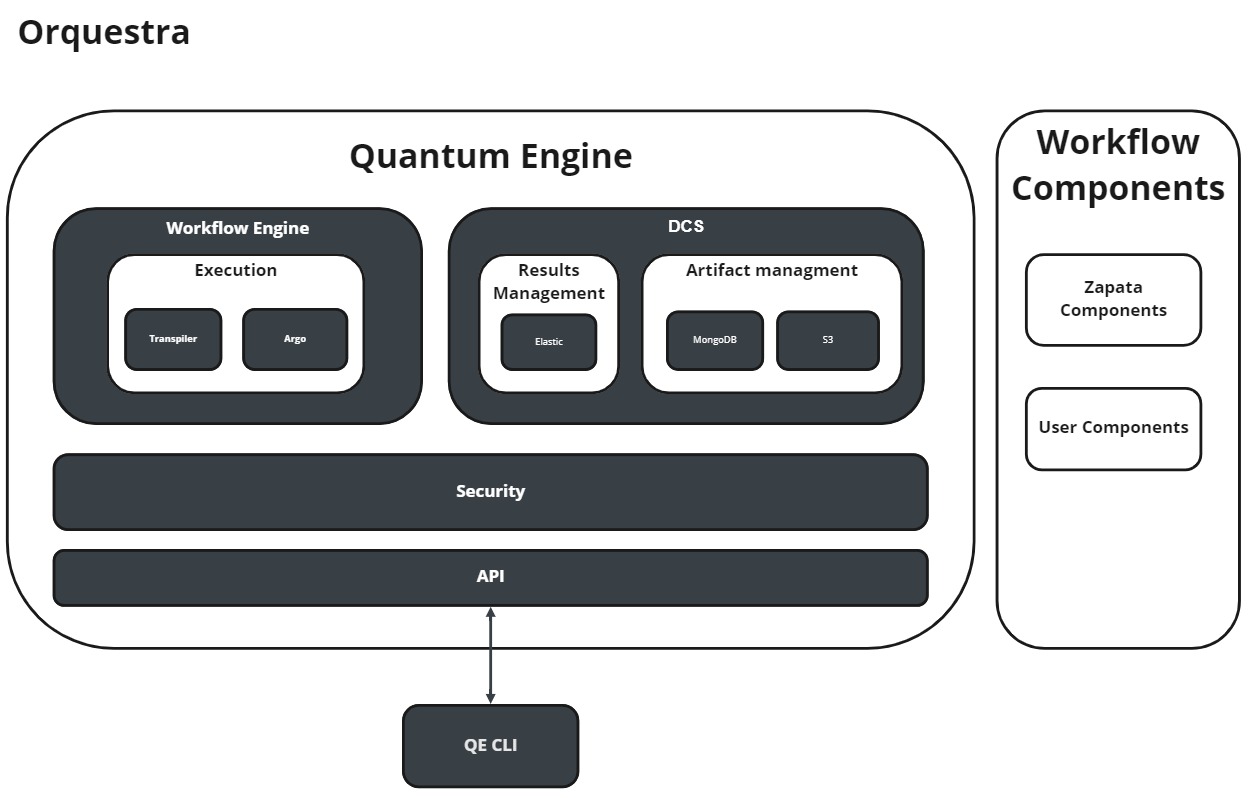 Orquestra
Quantum Engine
Workflow Engine
Execution
Transpiler
Argo
DCS
Results
Management
Elastic
Artifact managment
MongoDB
S3
Security
API
QE CLI
Workflow
Components
Zapata
Components
User Components